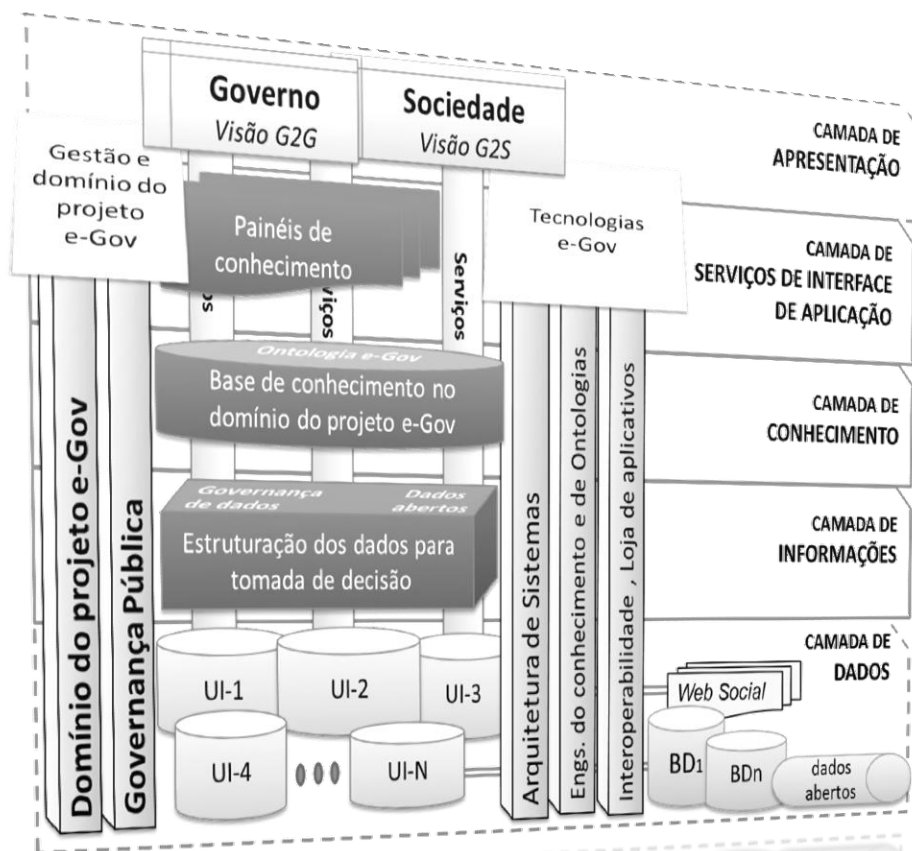 Governo
Visão G2G
Sociedade
Visão G2S
CAMADA DE
APRESENTAÇÃO
Gestão e
domínio do
projeto
e-Gov
Painéis de
conhecimento
Tecnologias
e-Gov
CAMADA DE
SERVIÇOS DE INTERFACE
DE APLICAÇÃO
Serviços
Ontologia e-Gov
Base de conhecimento no
domínio do projeto e-Gov
CAMADA DE
CONHECIMENTO
Governança
de dados
Dados
abertos
Estruturação dos dados para
tomada de decisão
CAMADA DE
INFORMAÇÕES
Domínio do projeto e-Gov
Governança Pública
Arquitetura de Sistemas
Engs. do conhecimento e de Ontologias
Interoperabilidade , Loja de aplicativos
CAMADA DE
DADOS
UI-1
UI-2
UI-3
UI-4
UI-N
Web Social
BD1
BDn
dados
abertos